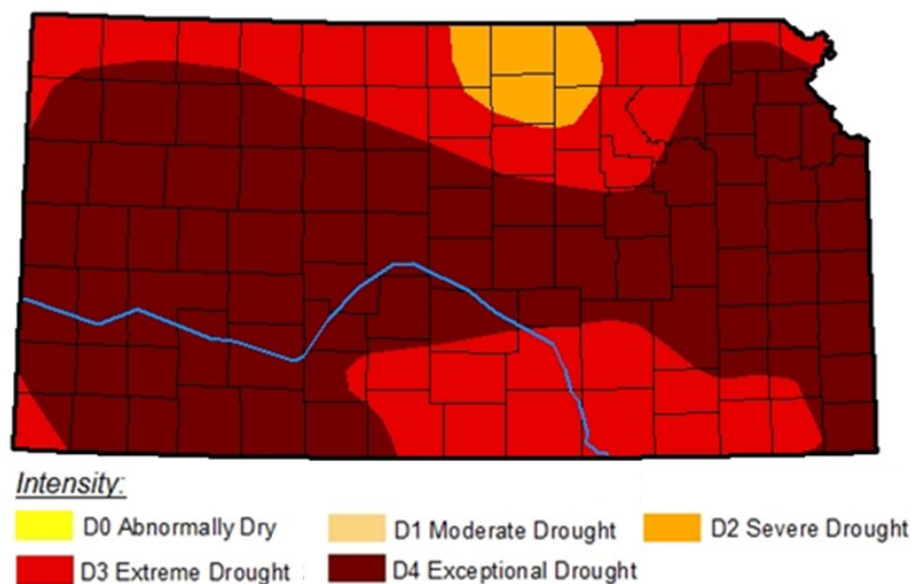 Intensity:
D0 Abnormally Dry
D1 Moderate Drought
D2 Severe Drought
D3 Extreme Drought
D4 Exceptional Drought